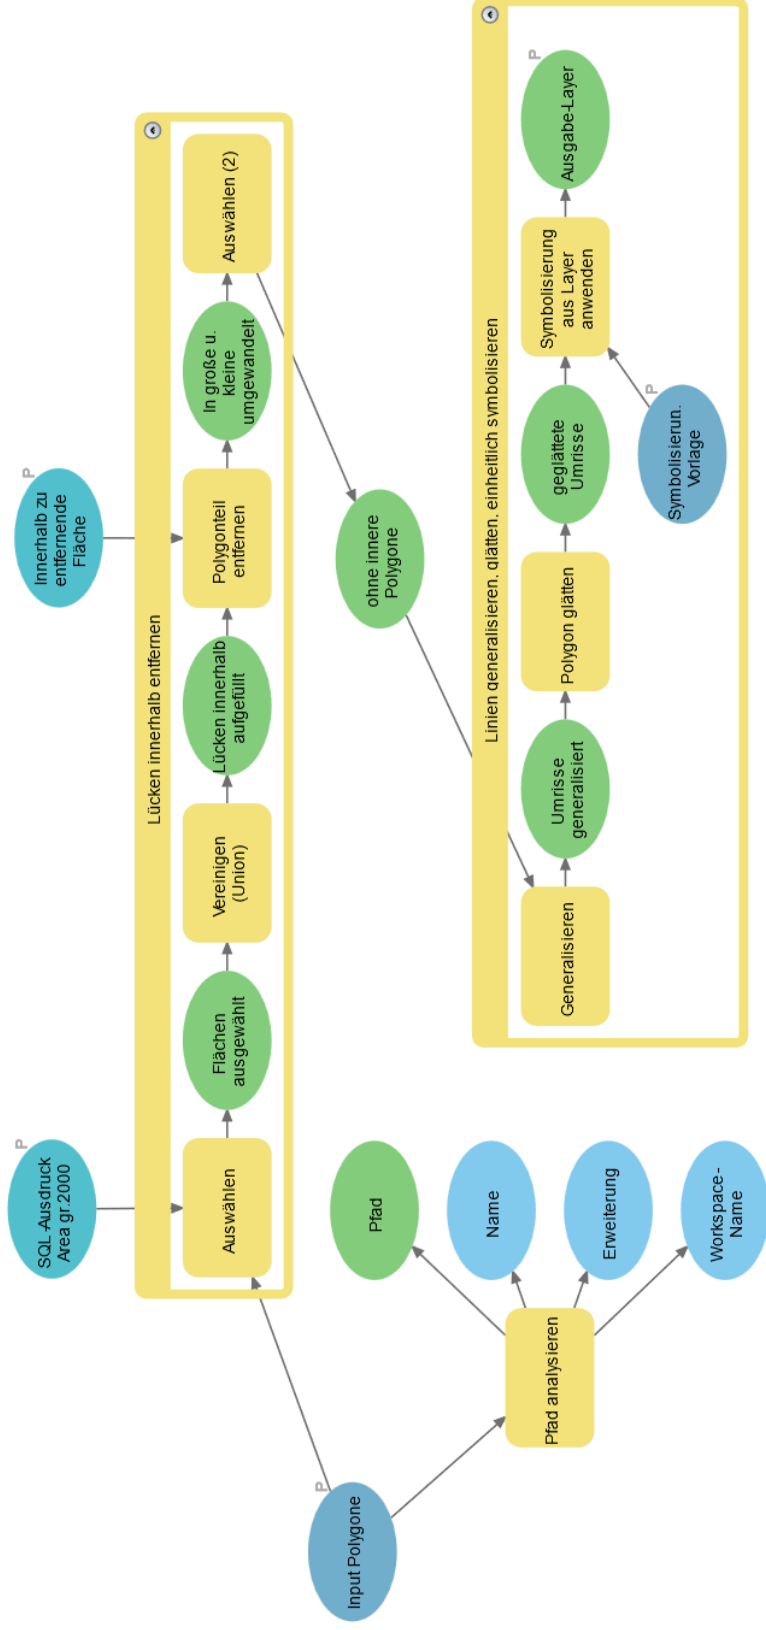 SQL-Ausdruck
Area gr.2000
P
Innerhalb zu
entfernende
Fläche
P
Lücken innerhalb entfernen
Auswählen
Flächen
ausgewählt
Vereinigen
(Union)
Lücken innerhalb
aufgefüllt
Polygonteil
entfernen
In große u.
kleine
umgewandelt
Auswählen (2)
Input Polygone
P
ohne innere
Polygone
Pfad analysieren
Pfad
Name
Erweiterung
Workspace-
Name
Linien generalisieren, glätten, einheitlich symbolisieren
Generalisieren
Umrisse
generalisiert
Polygon glätten
geglättete
Umrisse
Symbolisierung
aus Layer
anwenden
Ausgabe-Layer
P
Symbolisierun.
Vorlage
P